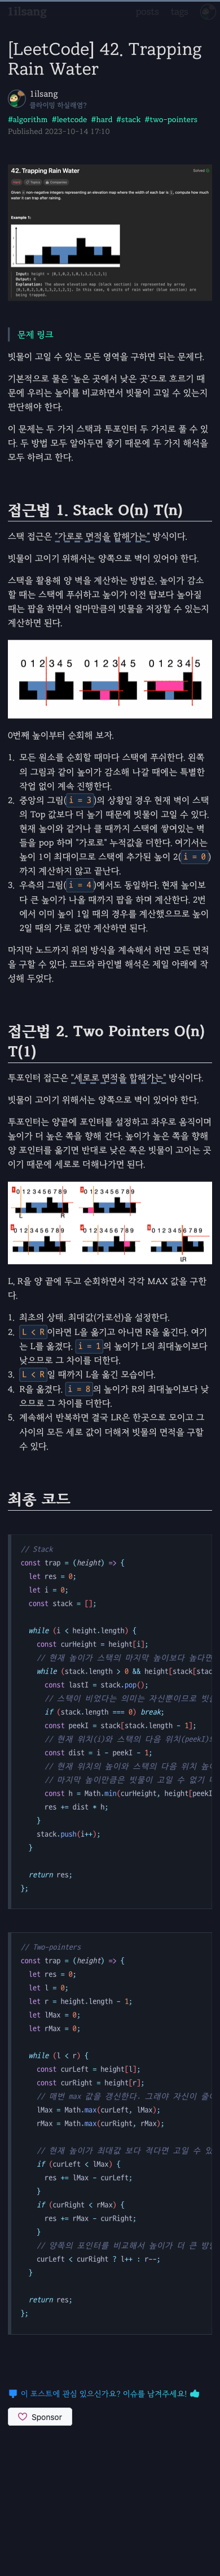 1ilsang
posts
tags
[LeetCode] 42. Trapping
Rain Water
1ilsang
클라이밍 하실래염?
#algorithm #leetcode #hard #stack #two-pointers
Published 2023-10-14 17:10
42. Trapping Rain Water
Solved
Hard
Topics
Companies
Given n non-negative integers representing an elevation map where the width of each bar is 1, compute how much
water it can trap after raining.
Example 1:
Input: height = [0,1,0,2,1,0,1,3,2,1,2,1]
Output: 6
Explanation: The above elevation map (black section) is represented by array
[0,1,0,2,1,0,1,3,2,1,2,1]. In this case, 6 units of rain water (blue section) are
being trapped.
문제 링크
빗물이 고일 수 있는 모든 영역을 구하면 되는 문제다.
기본적으로 물은 '높은 곳에서 낮은 곳'으로 흐르기 때
문에 우리는 높이를 비교하면서 빗물이 고일 수 있는지
판단해야 한다.
이 문제는 두 가지 스택과 투포인터 두 가지로 풀 수 있
다. 두 방법 모두 알아두면 좋기 때문에 두 가지 해석을
모두 하려고 한다.
접근법 1. Stack O(n) T(n)
스택 접근은 "가로로 면적을 합해가는" 방식이다.
빗물이 고이기 위해서는 양쪽으로 벽이 있어야 한다.
스택을 활용해 양 벽을 계산하는 방법은, 높이가 감소
할 때는 스택에 푸쉬하고 높이가 이전 탑보다 높아질
때는 팝을 하면서 얼마만큼의 빗물을 저장할 수 있는지
계산하면 된다.
0 1 2 3 4 5 0 1 2 3 4 5 0 1 2 3 4 5
0번째 높이부터 순회해 보자.
1. 모든 원소를 순회할 때마다 스택에 푸쉬한다. 왼쪽
의 그림과 같이 높이가 감소해 나갈 때에는 특별한
작업 없이 계속 진행한다.
2. 중앙의 그림( i = 3 )의 상황일 경우 현재 벽이 스택
의 Top 값보다 더 높기 때문에 빗물이 고일 수 있다.
현재 높이와 같거나 클 때까지 스택에 쌓여있는 벽
들을 pop 하며 "가로로" 누적값을 더한다. 여기서는
높이 1이 최대이므로 스택에 추가된 높이 2( i = 0 )
까지 계산하지 않고 끝난다.
3. 우측의 그림( i = 4 )에서도 동일하다. 현재 높이보
다 큰 높이가 나올 때까지 팝을 하며 계산한다. 2번
에서 이미 높이 1일 때의 경우를 계산했으므로 높이
2일 때의 가로 값만 계산하면 된다.
마지막 노드까지 위의 방식을 계속해서 하면 모든 면적
을 구할 수 있다. 코드의 라인별 해석은 제일 아래에 작
성해 두었다.
접근법 2. Two Pointers O(n)
T(1)
투포인터 접근은 "세로로 면적을 합해가는" 방식이다.
빗물이 고이기 위해서는 양쪽으로 벽이 있어야 한다.
투포인터는 양끝에 포인터를 설정하고 좌우로 움직이며
높이가 더 높은 쪽을 향해 간다. 높이가 높은 쪽을 향해
양 포인터를 옮기면 반대로 낮은 쪽은 빗물이 고이는 곳
이기 때문에 세로로 더해나가면 된다.
0 1 2 3 4 5 6 7 8 9 0 1 2 3 4 5 6 7 8 9
L R
0 1 2 3 4 5 6 7 8 9 0 1 2 3 4 5 6 7 8 9 0 1 2 3 4 5 6 7 8 9
LR
L, R을 양 끝에 두고 순회하면서 각각 MAX 값을 구한
다.
1. 최초의 상태. 최대값(가로선)을 설정한다.
2. L < R 이라면 L을 옮기고 아니면 R을 옮긴다. 여기
는 L를 옮겼다. i = 1 의 높이가 L의 최대높이보다
낮으므로 그 차이를 더한다.
3. L < R 일 때까지 L을 옮긴 모습이다.
4. R을 옮겼다. i = 8 의 높이가 R의 최대높이보다 낮
으므로 그 차이를 더한다.
5. 계속해서 반복하면 결국 LR은 한곳으로 모이고 그
사이의 모든 세로 값이 더해져 빗물의 면적을 구할
수 있다.
최종 코드
// Stack
const trap = (height) => {
let res = 0;
let i = 0;
const stack = [];
while (i < height.length) {
const curHeight = height[i];
// 현재 높이가 스택의 마지막 높이보다 높다면
while (stack.length > 0 && height[stack[stac
const lastI = stack.pop();
// 스택이 비었다는 의미는 자신뿐이므로 빗물
if (stack.length === 0) break;
const peekI = stack[stack.length - 1];
// 현재 위치(i)와 스택의 다음 위치(peekI)의
const dist = i - peekI - 1;
// 현재 위치의 높이와 스택의 다음 위치 높이
// 마지막 높이만큼은 빗물이 고일 수 없기 때
const h = Math.min(curHeight, height[peekI
res += dist * h;
}
stack.push(i++);
}
return res;
};
// Two-pointers
const trap = (height) => {
let res = 0;
let l = 0;
let r = height.length - 1;
let lMax = 0;
let rMax = 0;
while (l < r) {
const curLeft = height[l];
const curRight = height[r];
// 매번 max 값을 갱신한다. 그래야 자신이 줄어
lMax = Math.max(curLeft, lMax);
rMax = Math.max(curRight, rMax);
// 현재 높이가 최대값 보다 작다면 고일 수 있
if (curLeft < lMax) {
res += lMax - curLeft;
}
if (curRight < rMax) {
res += rMax - curRight;
}
// 양쪽의 포인터를 비교해서 높이가 더 큰 방향
curLeft < curRight ? l++ : r--;
}
return res;
};
이 포스트에 관심 있으신가요? 이슈를 남겨주세요!
Sponsor